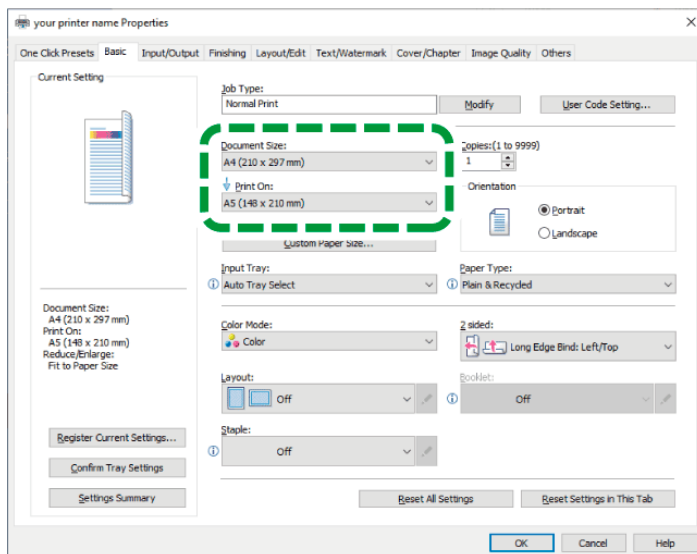 your printer name Properties
One Click Presets Basic Input/Output Finishing Layout/Edit Text/Watermark Cover/Chapter Image Quality Others
Current Setting
Job Type:
Normal Print
Modify
User Code Setting...
Document Size:
A4 (210 x 297 mm)
Print On:
A5 (148 x 210 mm)
Custom Paper Size...
Copies:(1 to 9999)
1
Orientation
Portrait
Landscape
Input Tray:
Auto Tray Select
Paper Type:
Plain & Recycled
Document Size:
A4 (210 x 297 mm)
Print On:
A5 (148 x 210 mm)
Reduce/Enlarge:
Fit to Paper Size
Color Mode:
Color
2 sided:
Long Edge Bind: Left/Top
Layout:
Off
Booklet:
Off
Staple:
Off
Register Current Settings...
Confirm Tray Settings
Settings Summary
Reset All Settings
Reset Settings in This Tab
OK
Cancel
Help